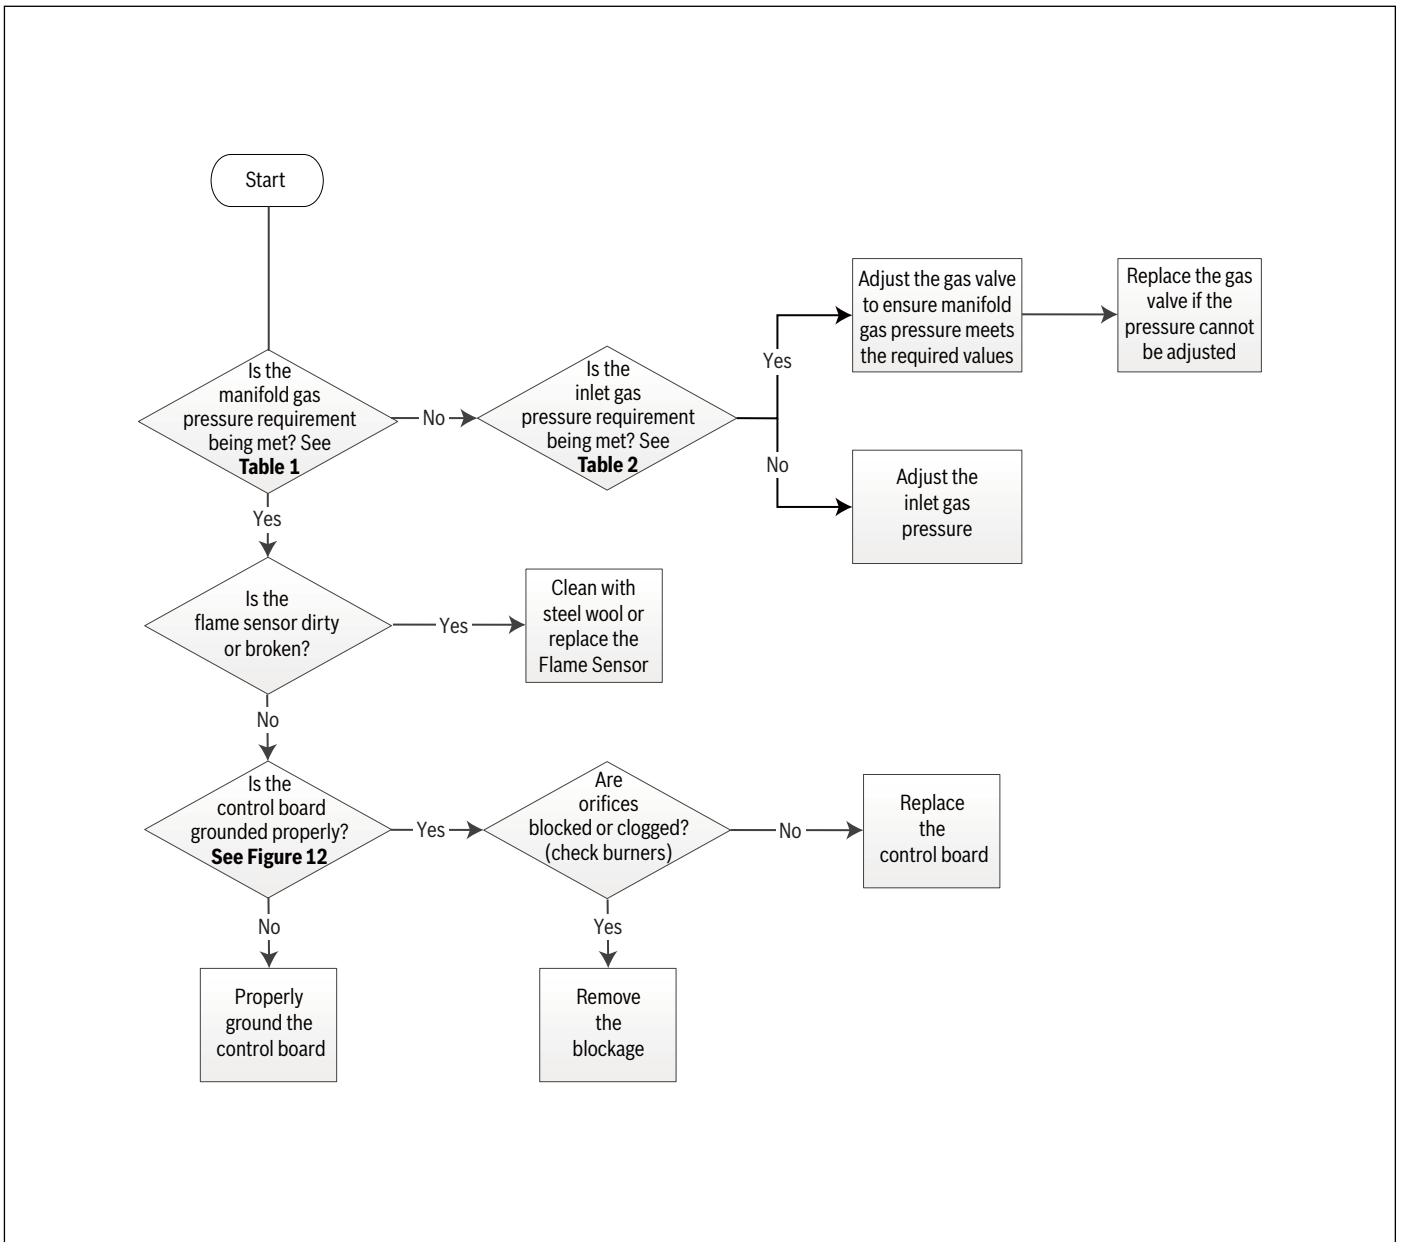 Start
Is the
manifold gas
pressure requirement
being met? See
Table 1
No
Is the
inlet gas
pressure requirement
being met? See
Table 2
Yes
Adjust the gas valve
to ensure manifold
gas pressure meets
the required values
Replace the gas
valve if the
pressure cannot
be adjusted
No
Adjust the
inlet gas
pressure
Yes
Is the
flame sensor dirty
or broken?
Yes
Clean with
steel wool or
replace the
Flame Sensor
No
Is the
control board
grounded properly?
See Figure 12
Yes
Are
orifices
blocked or clogged?
(check burners)
No
Replace
the
control board
No
Properly
ground the
control board
Yes
Remove
the
blockage